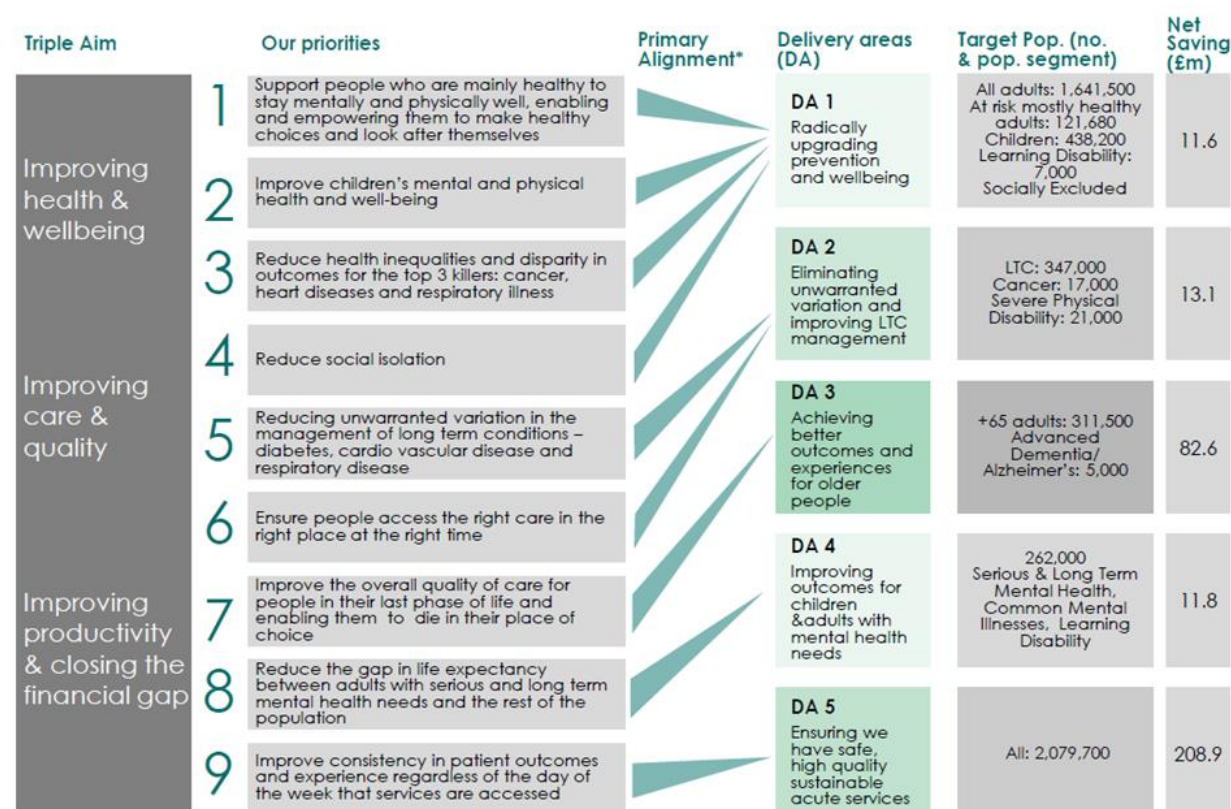 Triple Aim
Our priorities
Primary
Alignment*
Delivery areas
(DA)
Target Pop. (no.
& pop. segment)
Net
Saving
(£m)
Improving
health &
wellbeing
Improving
care &
quality
Improving
productivity
& closing the
financial gap
1
Support people who are mainly healthy to
stay mentally and physically well, enabling
and empowering them to make healthy
choices and look after themselves
2
Improve children's mental and physical
health and well-being
3
Reduce health inequalities and disparity in
outcomes for the top 3 killers: cancer,
heart diseases and respiratory illness
4
Reduce social isolation
5
Reducing unwarranted variation in the
management of long term conditions –
diabetes, cardio vascular disease and
respiratory disease
6
Ensure people access the right care in the
right place at the right time
7
Improve the overall quality of care for
people in their last phase of life and
enabling them to die in their place of
choice
8
Reduce the gap in life expectancy
between adults with serious and long term
mental health needs and the rest of the
population
9
Improve consistency in patient outcomes
and experience regardless of the day of
the week that services are accessed
DA 1
Radically
upgrading
prevention
and wellbeing
All adults: 1,641,500
At risk mostly healthy
adults: 121,680
Children: 438,200
Learning Disability:
7,000
Socially Excluded
11.6
DA 2
Eliminating
unwarranted
variation and
improving LTC
management
LTC: 347,000
Cancer: 17,000
Severe Physical
Disability: 21,000
13.1
DA 3
Achieving
better
outcomes and
experiences
for older
people
+65 adults: 311,500
Advanced
Dementia/
Alzheimer's: 5,000
82.6
DA 4
Improving
outcomes for
children
&adults with
mental health
needs
262,000
Serious & Long Term
Mental Health,
Common Mental
Illnesses, Learning
Disability
11.8
DA 5
Ensuring we
have safe,
high quality
sustainable
acute services
All: 2,079,700
208.9